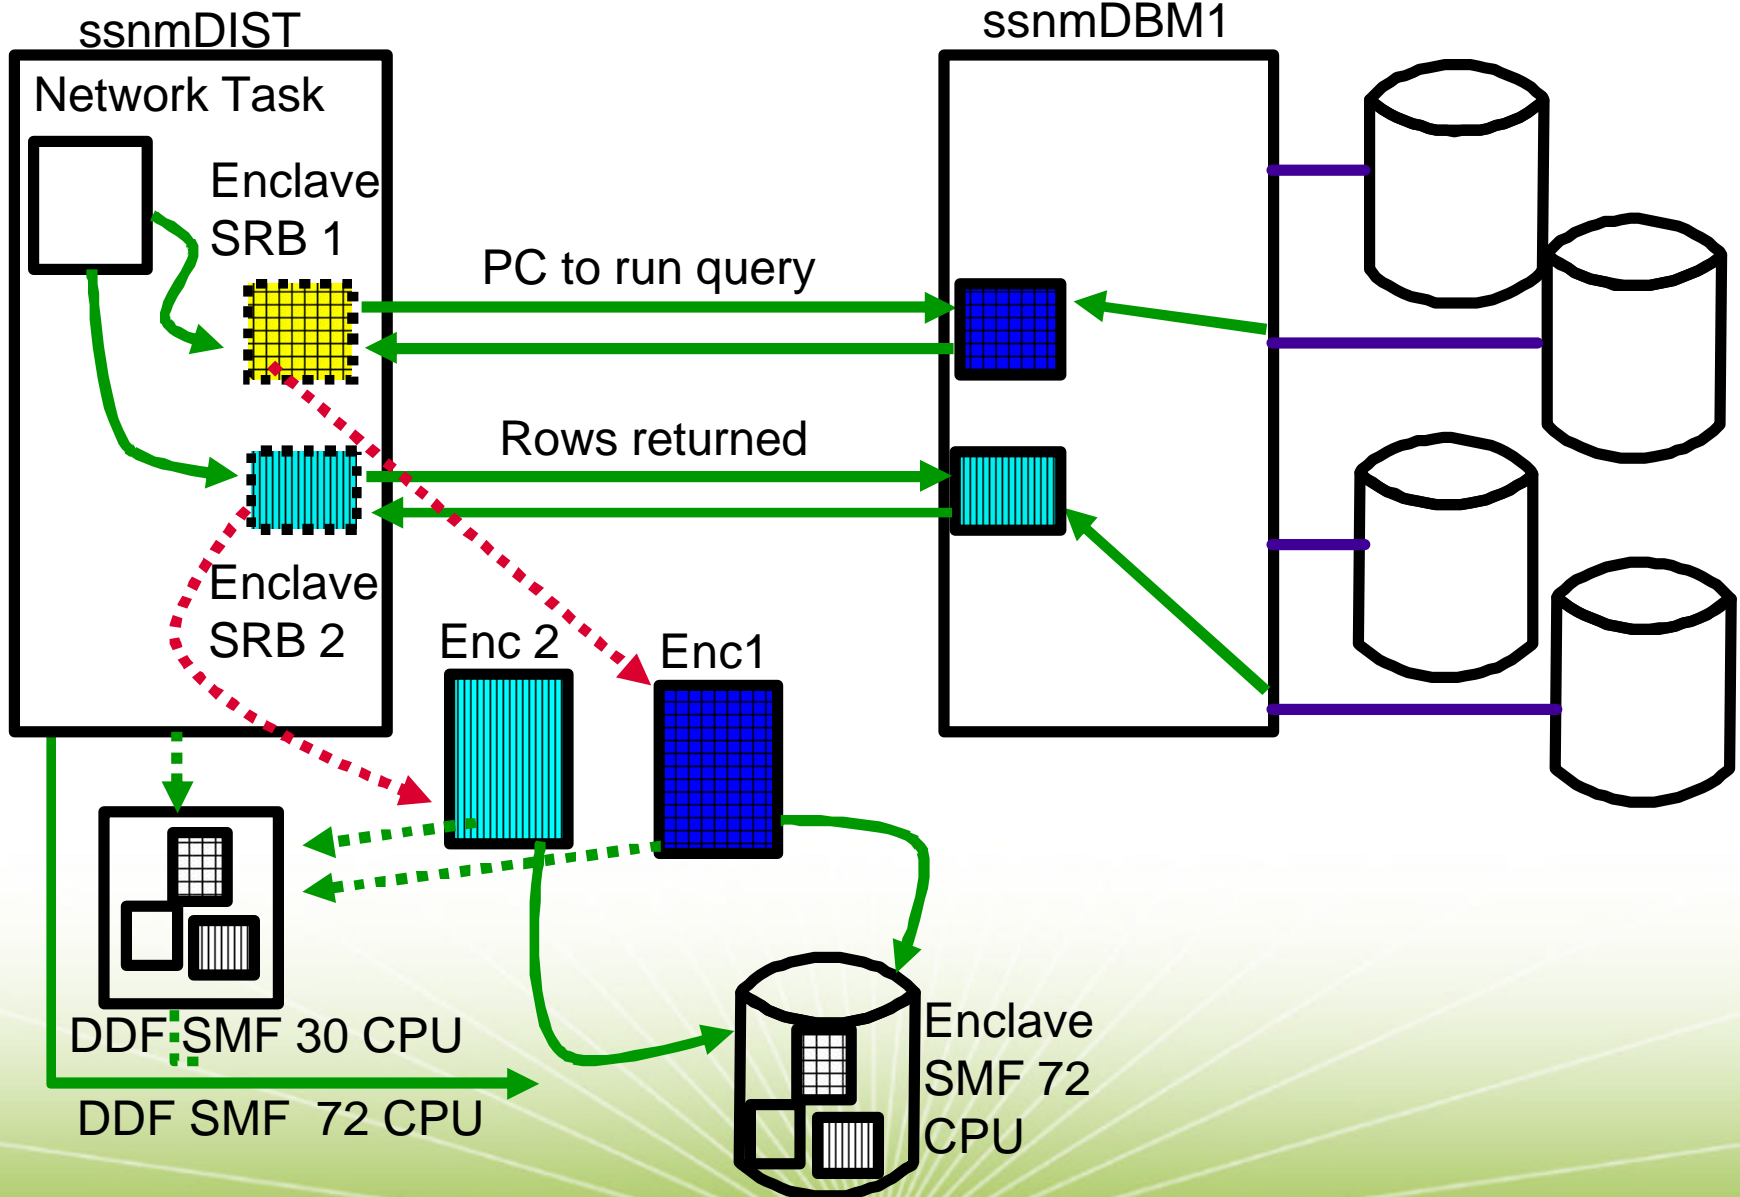 ssnmDIST
ssnmDBM1
Network Task
Enclave
SRB 1
PC to run query
Rows returned
Enclave
SRB 2
Enc 2
Enc1
DDF SMF 30 CPU
DDF SMF  72 CPU
Enclave
SMF 72
CPU